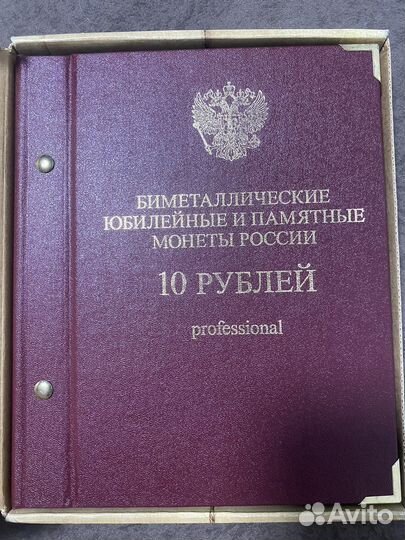 БИМЕТАЛЛИЧЕСКИЕ
ЮБИЛЕЙНЫЕ И ПАМЯТНЫЕ
МОНЕТЫ РОССИИ
10 РУБЛЕЙ
professional
Avito